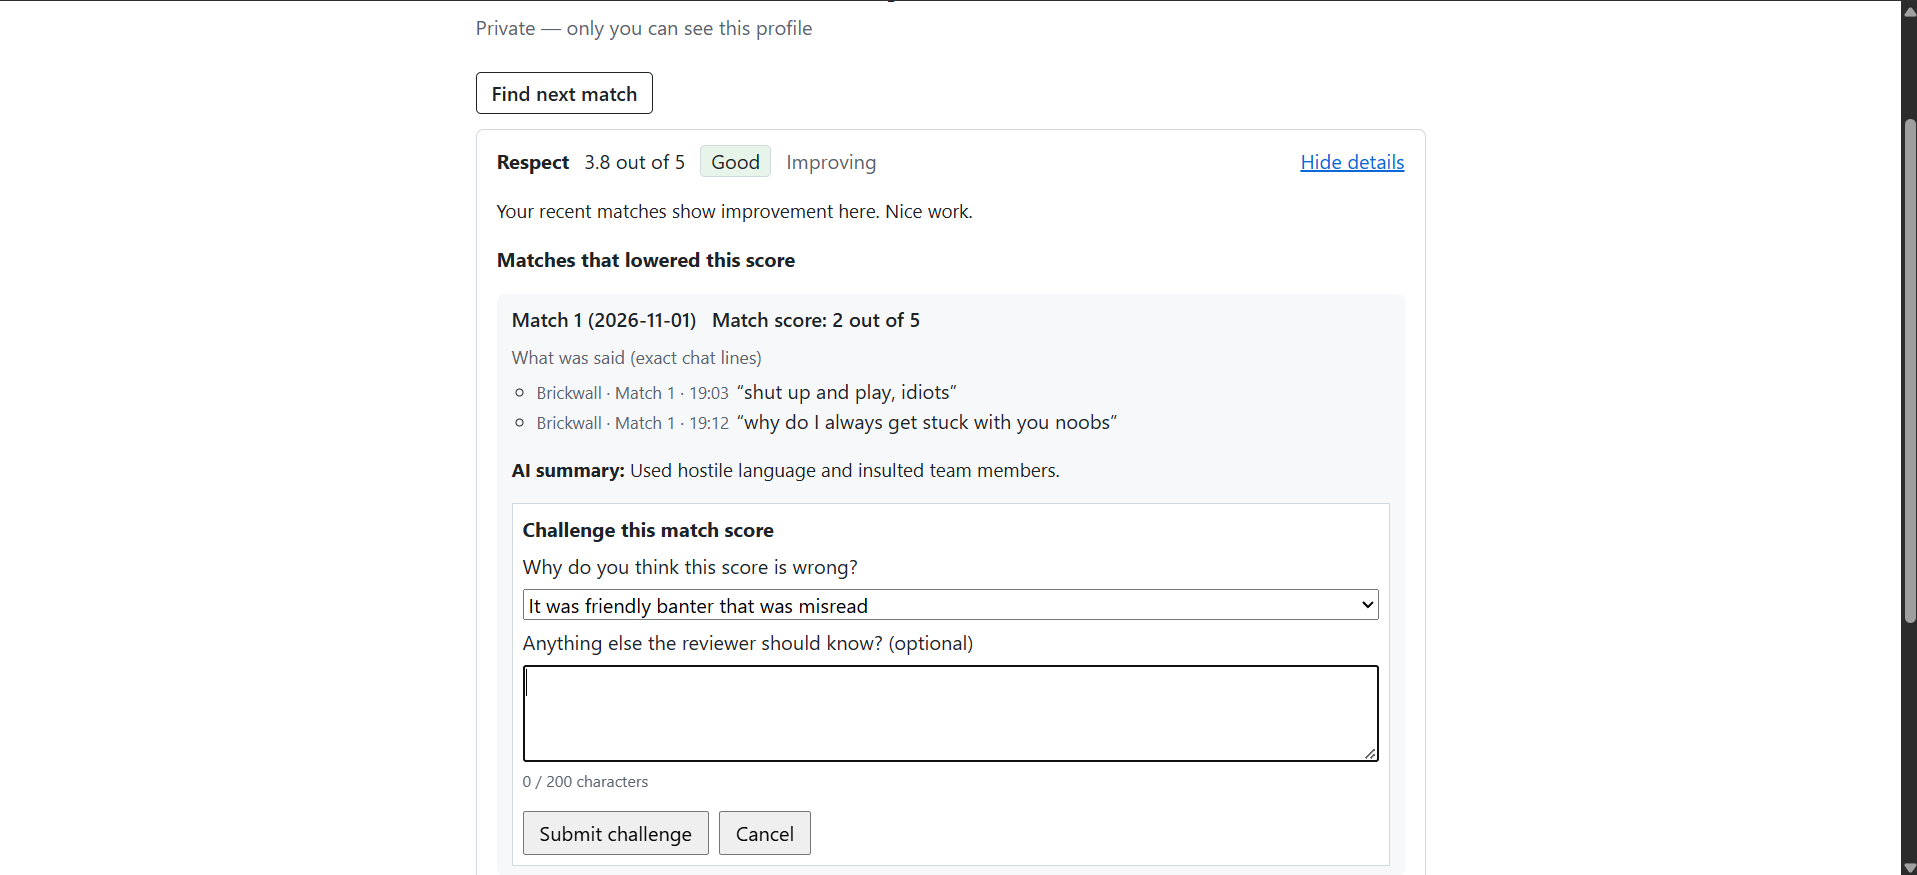 Private — only you can see this profile
Find next match
Respect 3.8 out of 5 Good Improving Hide details
Your recent matches show improvement here. Nice work.
Matches that lowered this score
Match 1 (2026-11-01) Match score: 2 out of 5
What was said (exact chat lines)
Brickwall · Match 1 · 19:03 “shut up and play, idiots”
Brickwall · Match 1 · 19:12 “why do I always get stuck with you noobs”
AI summary: Used hostile language and insulted team members.
Challenge this match score
Why do you think this score is wrong?
It was friendly banter that was misread
Anything else the reviewer should know? (optional)
0 / 200 characters
Submit challenge Cancel